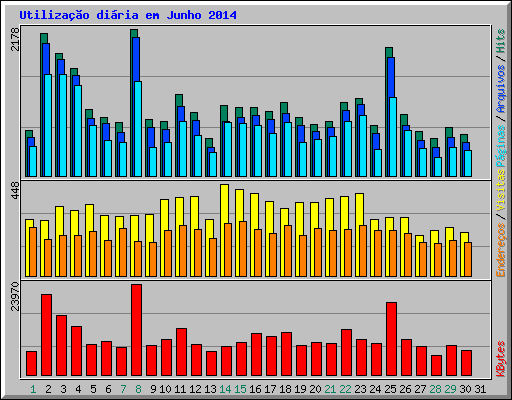 Utilização diária em Junho 2014
2178
Páginas / Arquivos / Hits
448
Endereços / Visitas
23970
KBytes
1 2 3 4 5 6 7 8 9 10 11 12 13 14 15 16 17 18 19 20 21 22 23 24 25 26 27 28 29 30 31